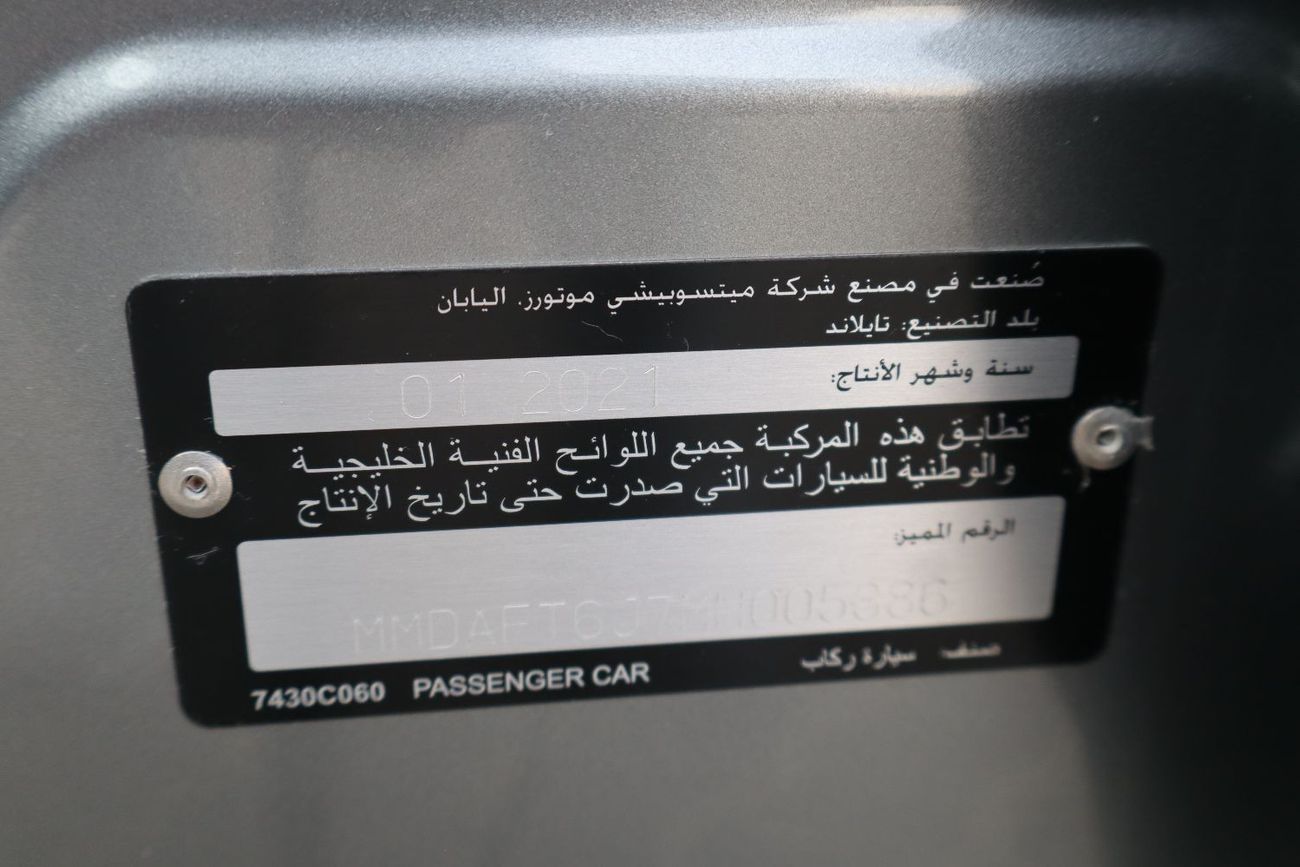 صُنعت في مصنع شركة ميتسوبيشي موتورز. اليابان
بلد التصنيع: تايلاند
سنة وشهر الأنتاج: 01 2021
تطابق هذه المركبة جميع اللوائح الفنية الخليجية
والوطنية للسيارات التي صدرت حتى تاريخ الإنتاج
الرقم المميز:
صنف: سيارة ركاب
7430C060 PASSENGER CAR